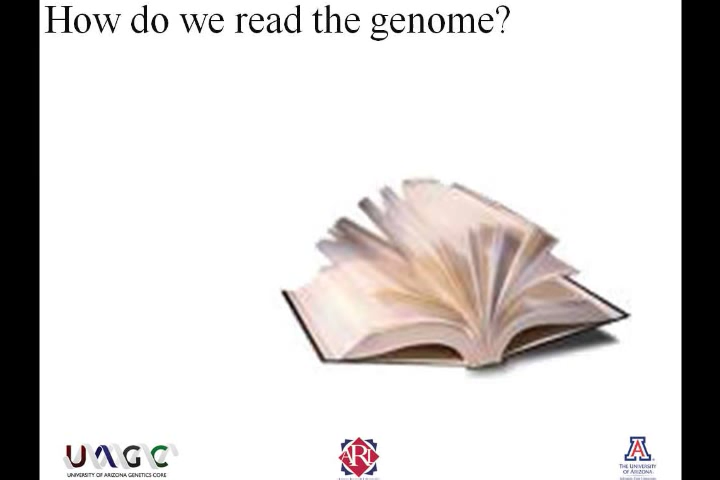 How do we read the genome?
UAGC
UNIVERSITY OF ARIZONA GENETICS CORE
ARL
A
THE UNIVERSITY
OF ARIZONA